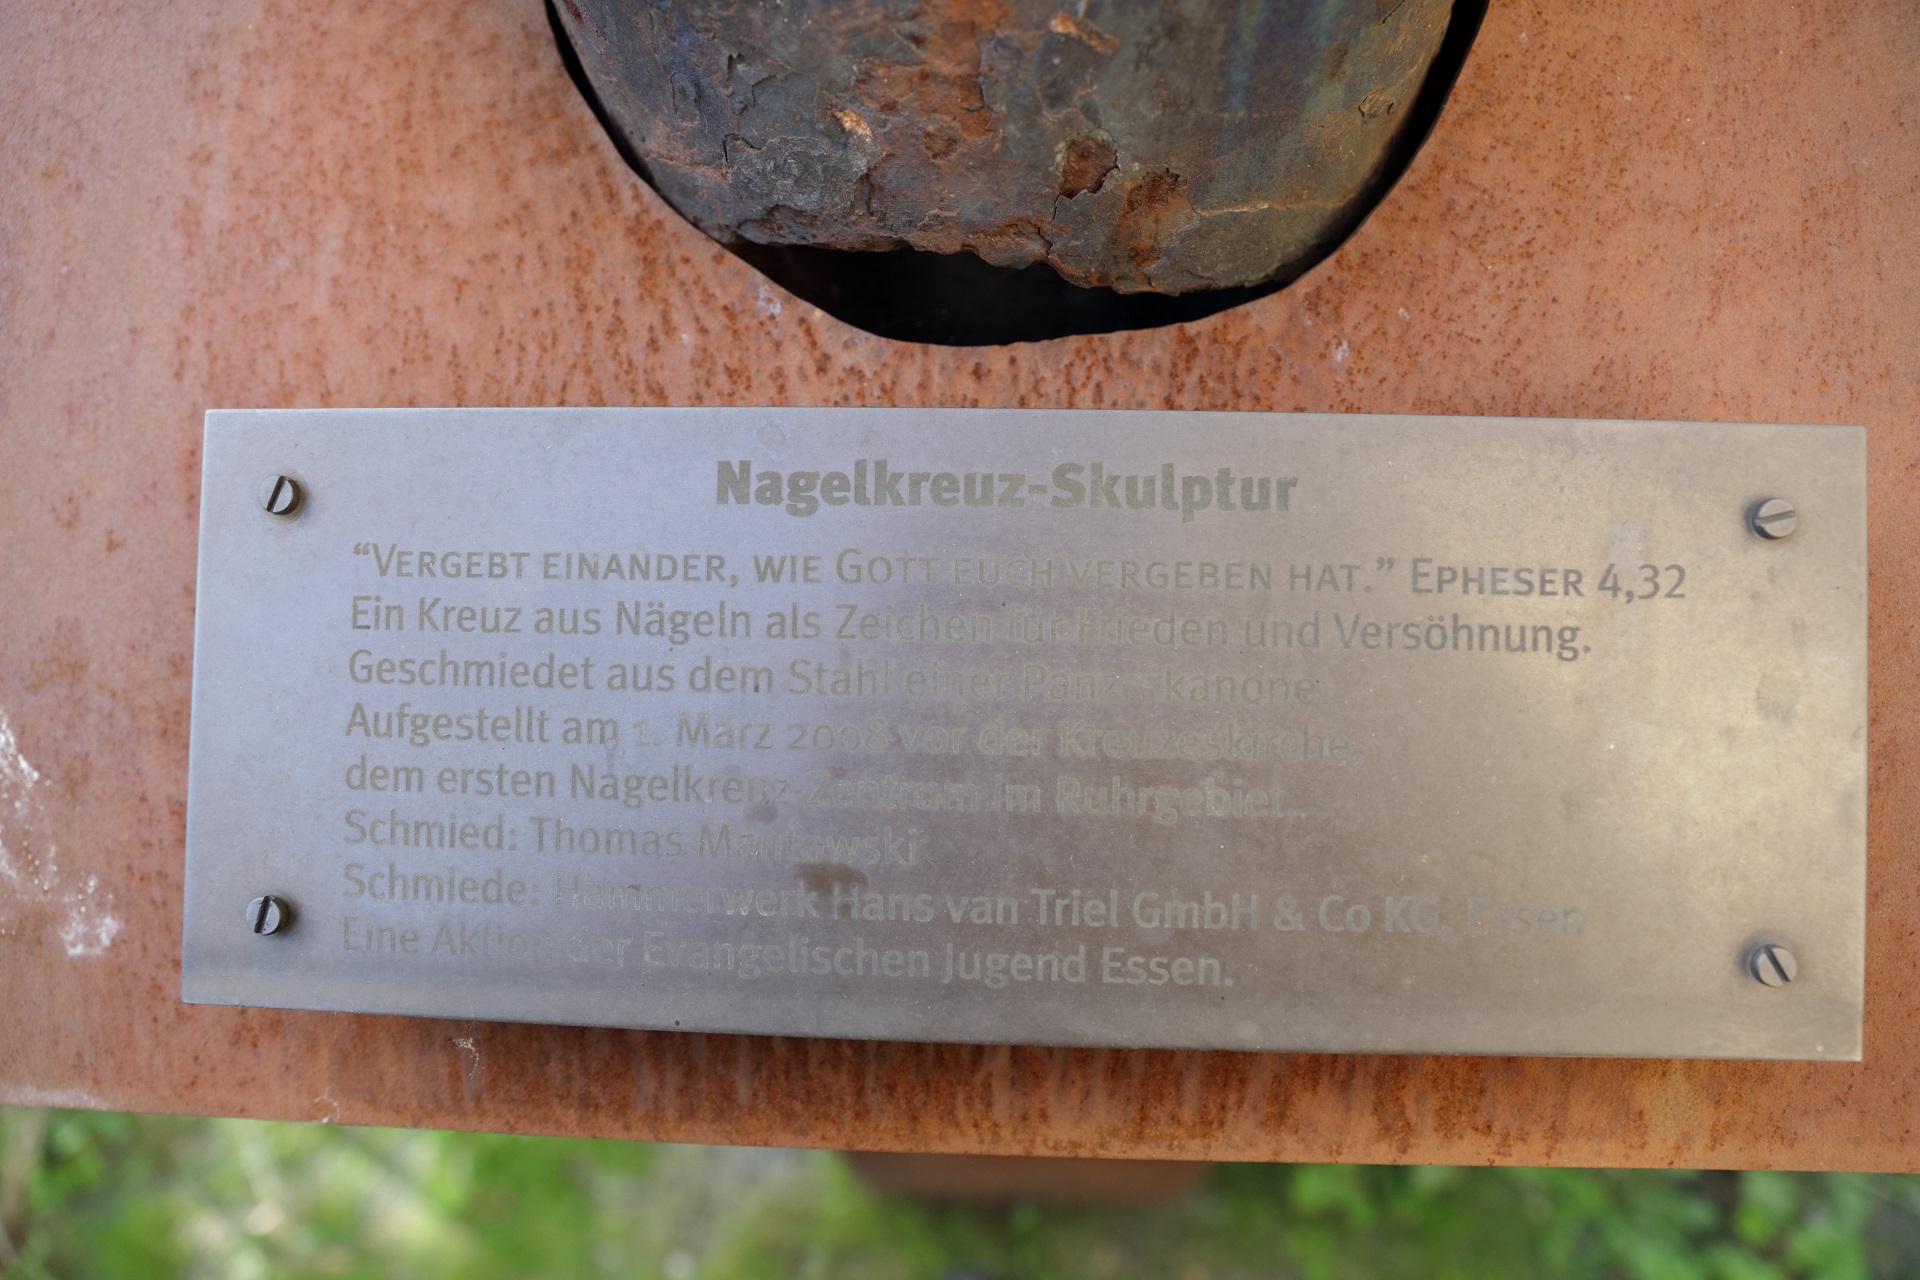 Nagelkreuz-Skulptur
“Vergebt einander, wie Gott euch vergeben hat.” Epheser 4,32
Ein Kreuz aus Nägeln als Zeichen für Frieden und Versöhnung.
Geschmiedet aus dem Stahl einer Panzerkanone
Aufgestellt am 1. März 2008 vor der Kreuzeskirche,
dem ersten Nagelkreuz-Zentrum im Ruhrgebiet.
Schmied: Thomas
Schmiede: Hammerwerk Hans van Triel GmbH & Co KG, Essen
Eine Aktion der Evangelischen Jugend Essen.